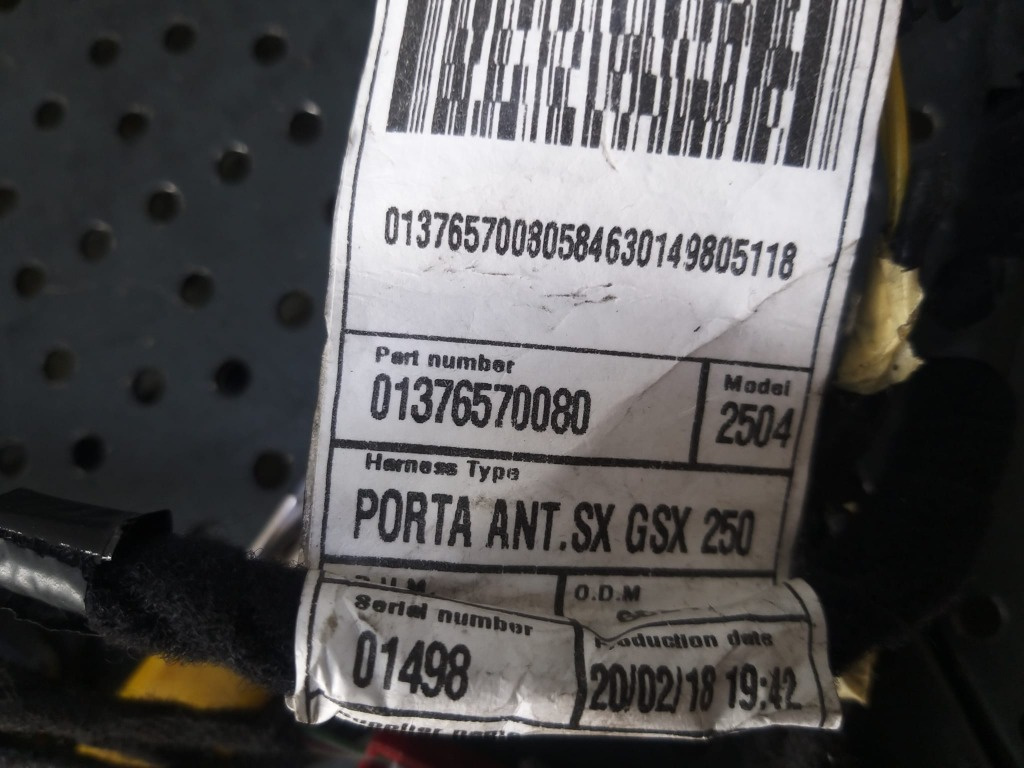 01376570080584630149805118
Part number
01376570080
Model
2504
Harness Type
PORTA ANT.SX GSX 250
O.D.M
Serial number
01498
Production date
20/02/18 19:42